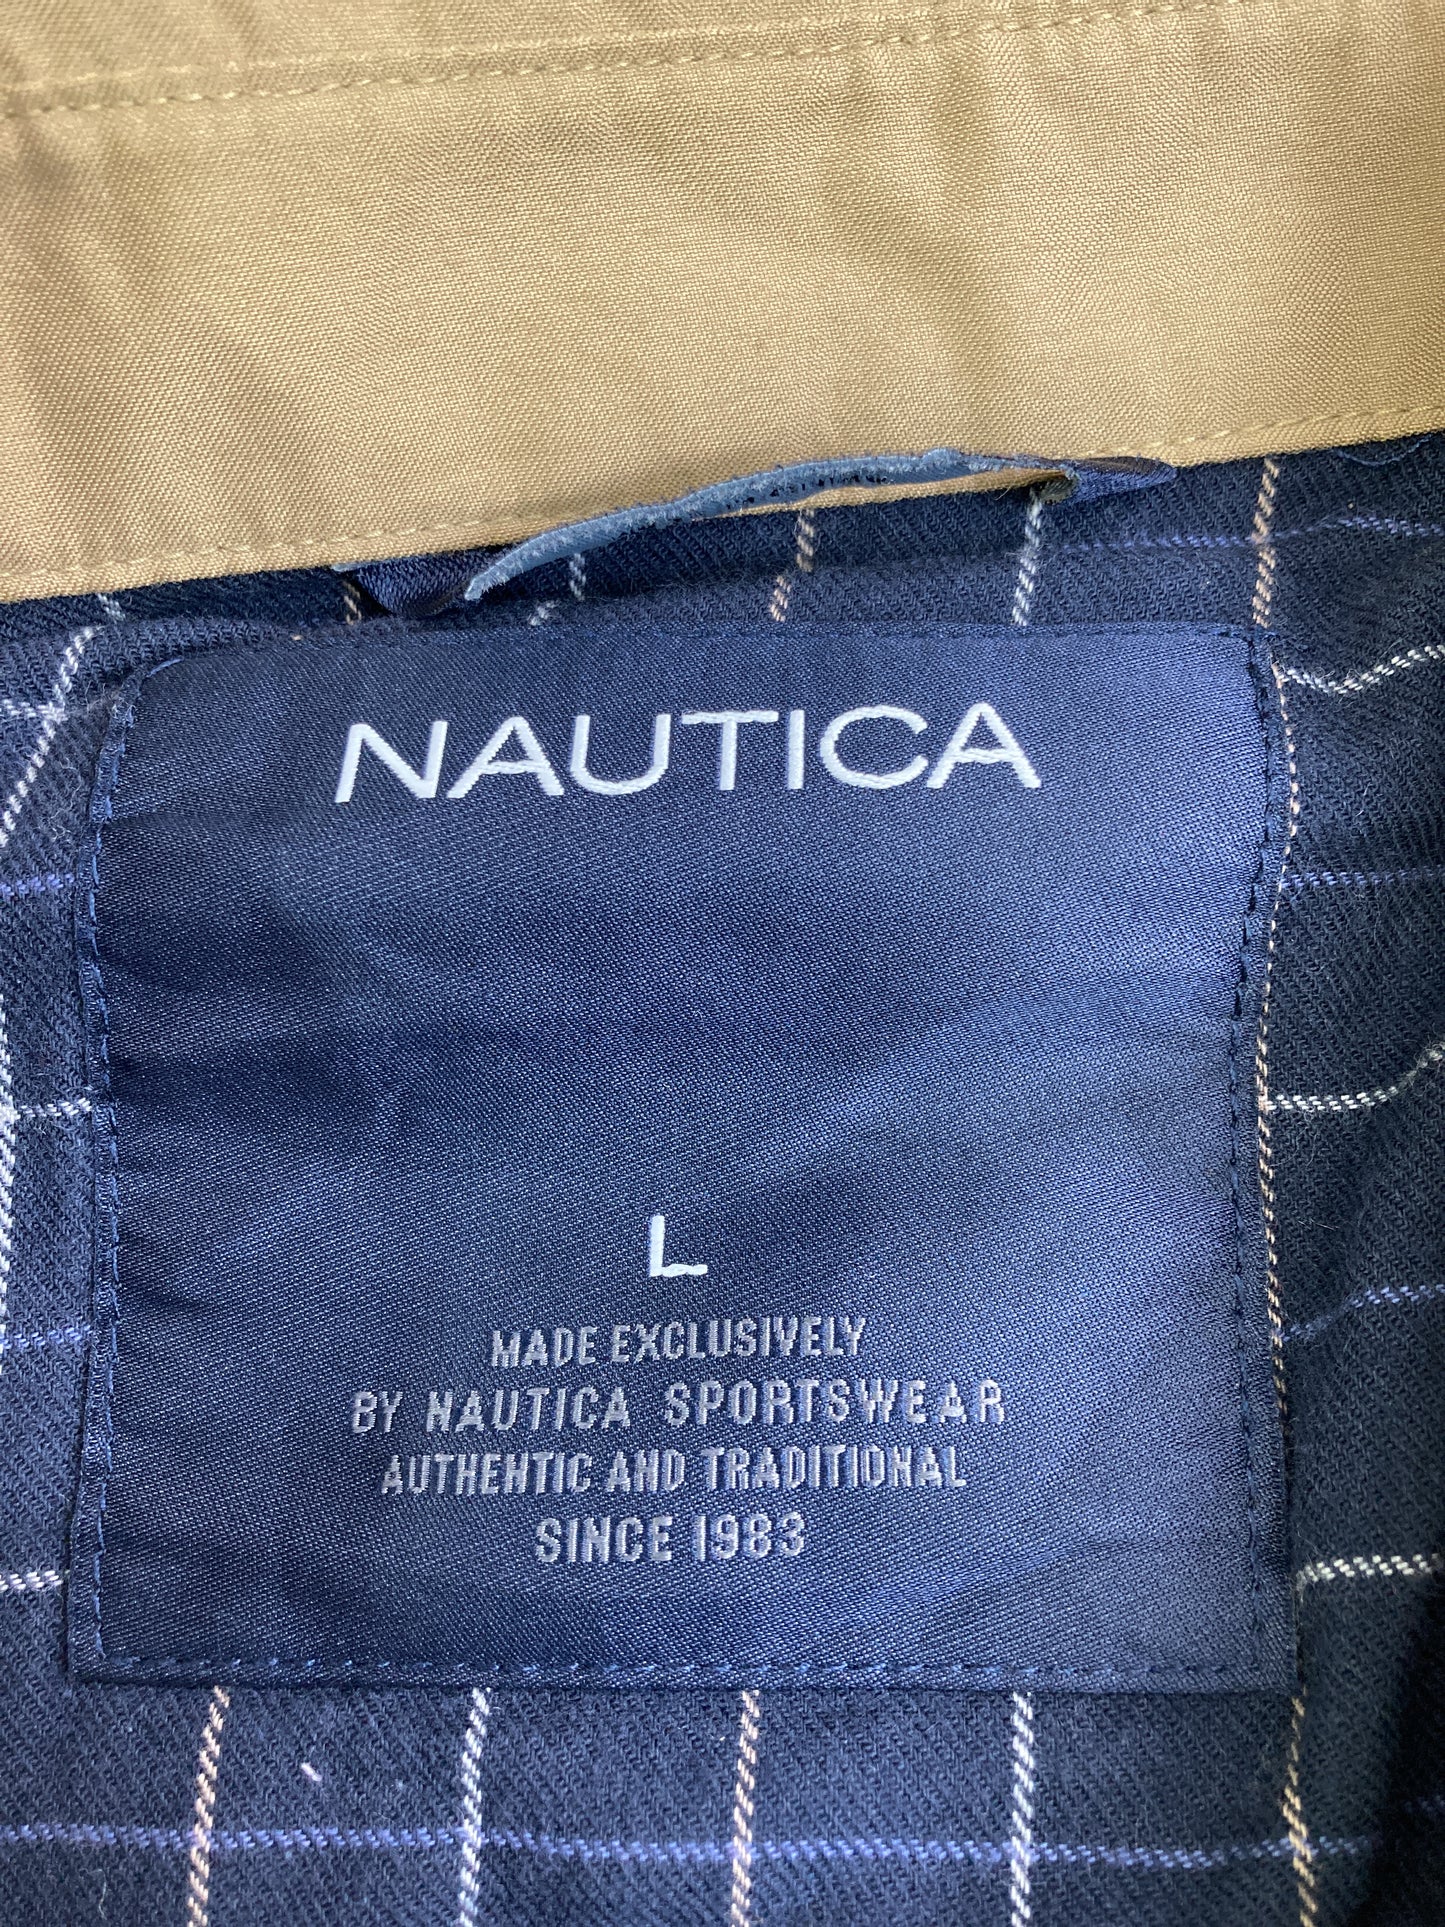 NAUTICA
L
MADE EXCLUSIVELY
BY NAUTICA SPORTSWEAR
AUTHENTIC AND TRADITIONAL
SINCE 1983